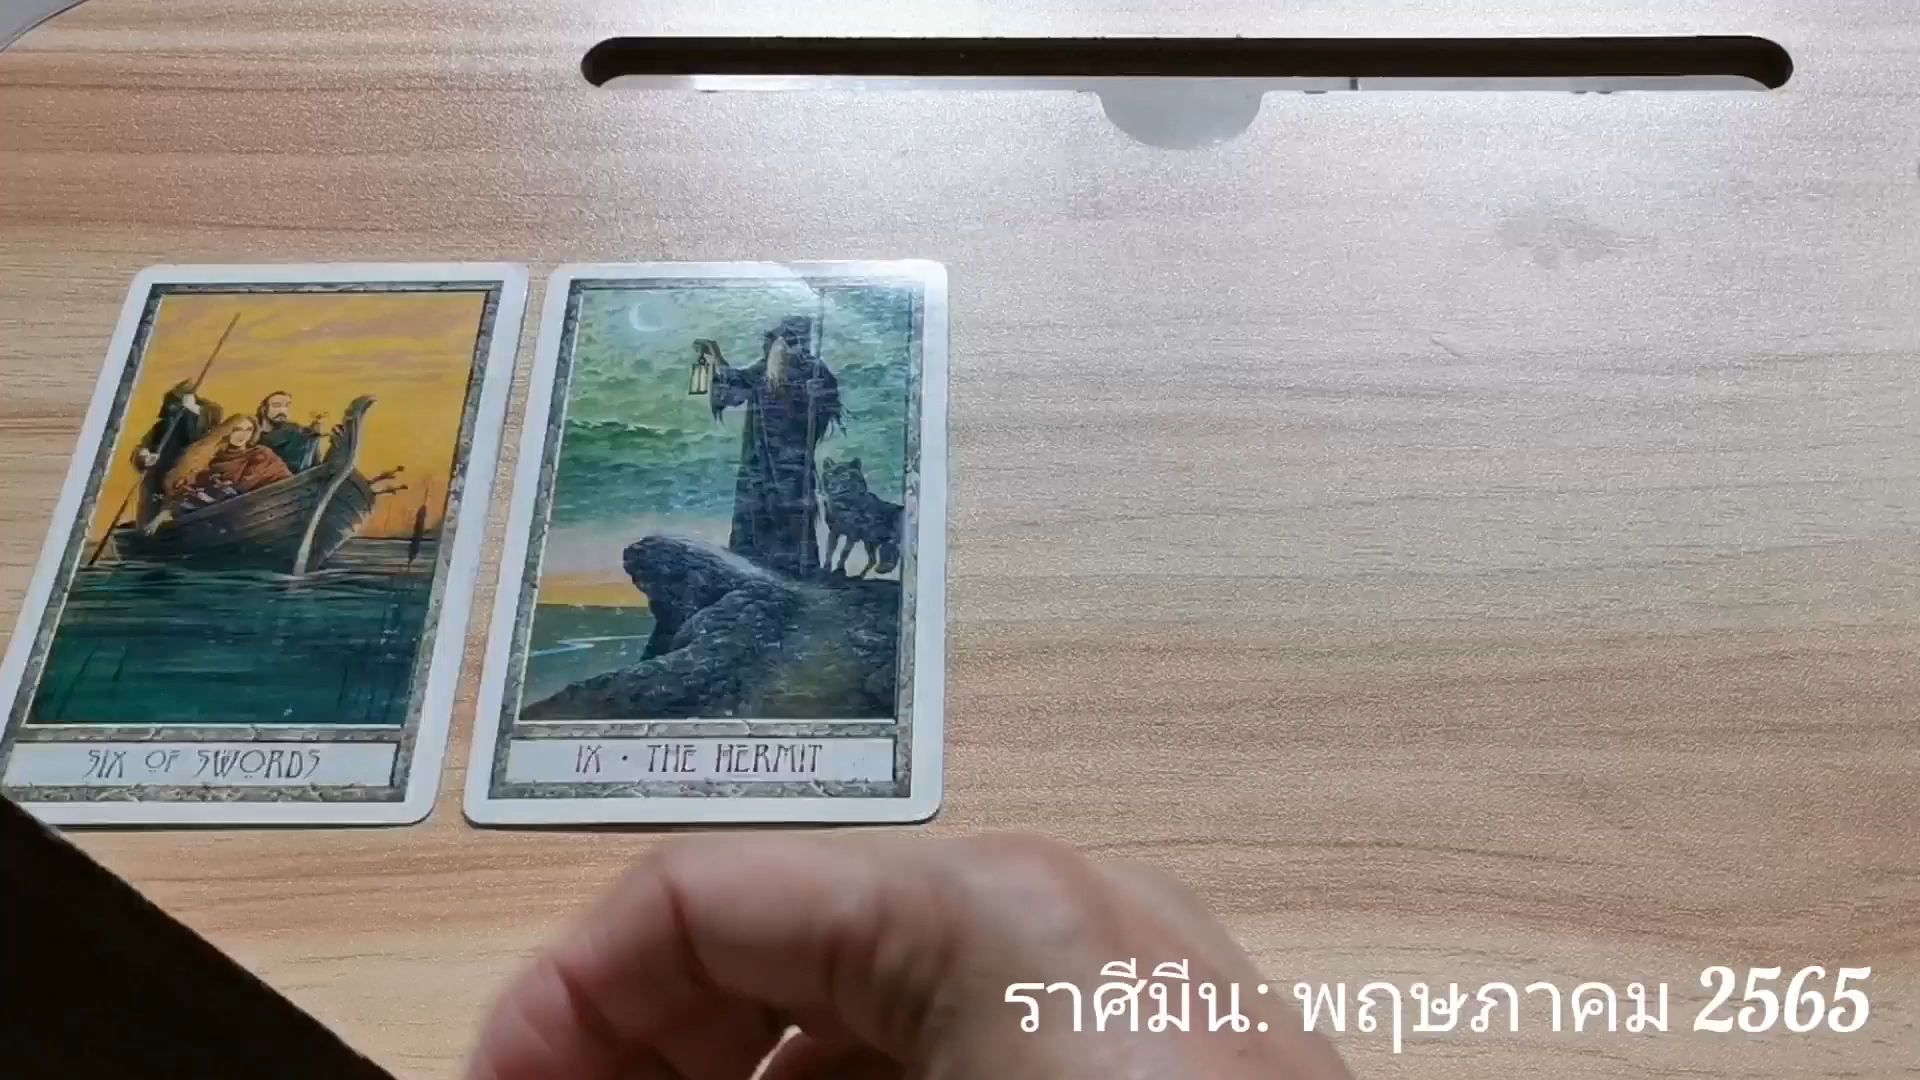 SIX OF SWORDS
IX · THE HERMIT
ราศีมีน: พฤษภาคม 2565